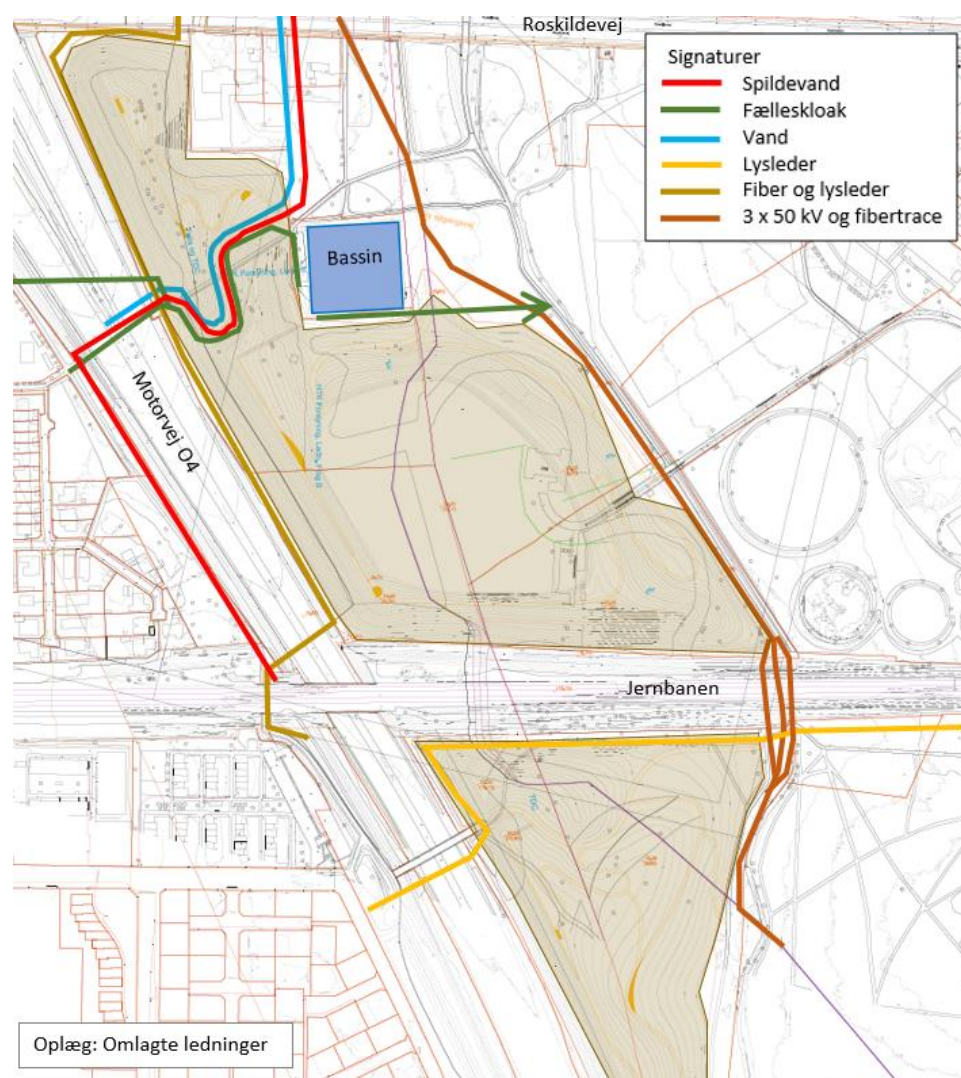 Roskildevej
Signaturer
Spildevand
Fælleskloak
Vand
Lysleder
Fiber og lysleder
3 x 50 kV og fibertrace
Bassin
Motorvej O4
Jernbanen
Oplæg: Omlagte ledninger